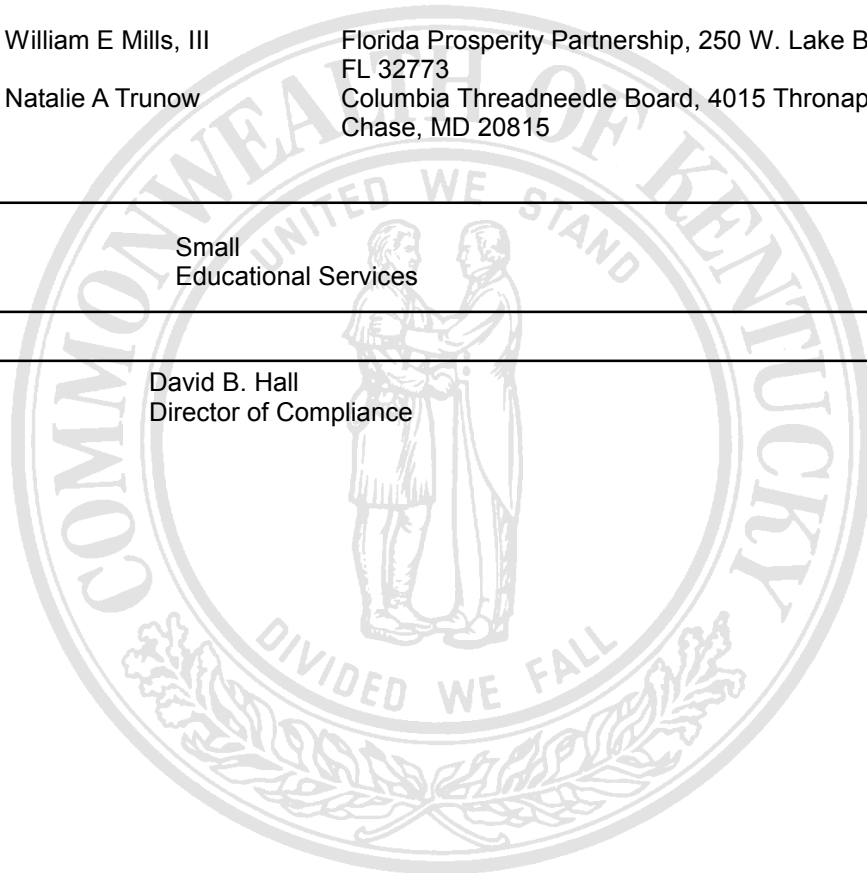 William E Mills, III Florida Prosperity Partnership, 250 W. Lake B
FL 32773
Natalie A Trunow Columbia Threadneedle Board, 4015 Thronap
Chase, MD 20815
Small
Educational Services
David B. Hall
Director of Compliance
COMMONWEALTH OF KENTUCKY
UNITED WE STAND
DIVIDED WE FALL